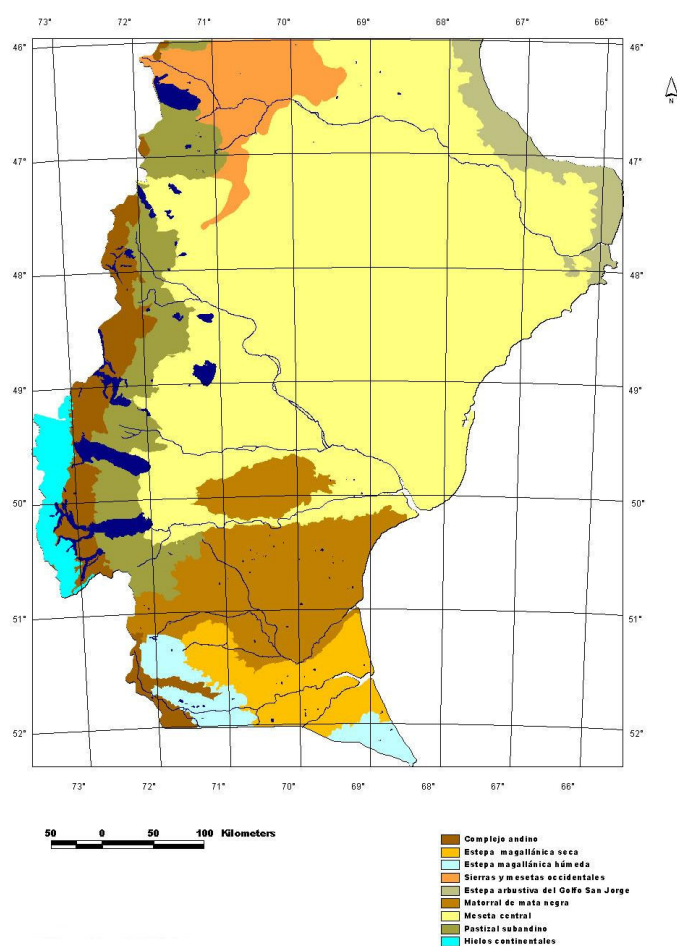 73° 72° 71° 70° 69° 68° 67° 66°
46° 46°
N
47° 47°
48° 48°
49° 49°
50° 50°
51° 51°
52° 52°
73° 72° 71° 70° 69° 68° 67° 66°
50 0 50 100 Kilometers
Complejo andino
Estepa magallánica seca
Estepa magallánica húmeda
Sierras y mesetas occidentales
Estepa arbustiva del Golfo San Jorge
Matorral de mata negra
Meseta central
Pastizal subandino
Hielos continentales